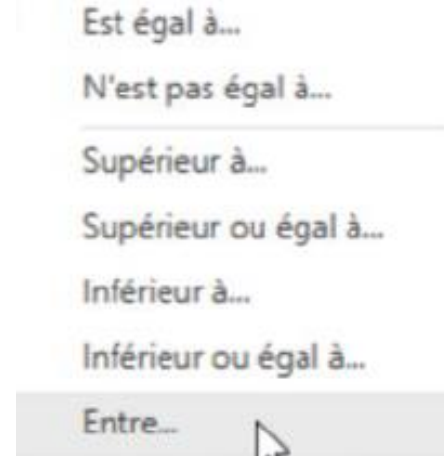 Est égal à...
N'est pas égal à...
Supérieur à...
Supérieur ou égal à...
Inférieur à...
Inférieur ou égal à...
Entre...